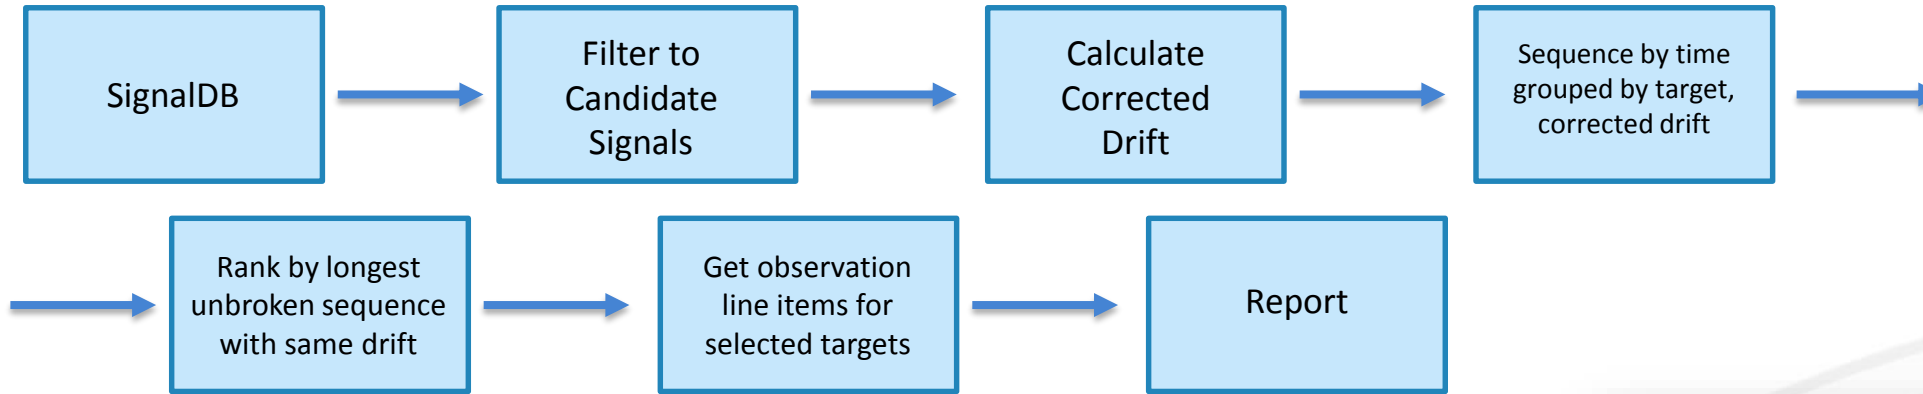 SignalDB
Filter to
Candidate
Signals
Calculate
Corrected
Drift
Sequence by time
grouped by target,
corrected drift
Rank by longest
unbroken sequence
with same drift
Get observation
line items for
selected targets
Report